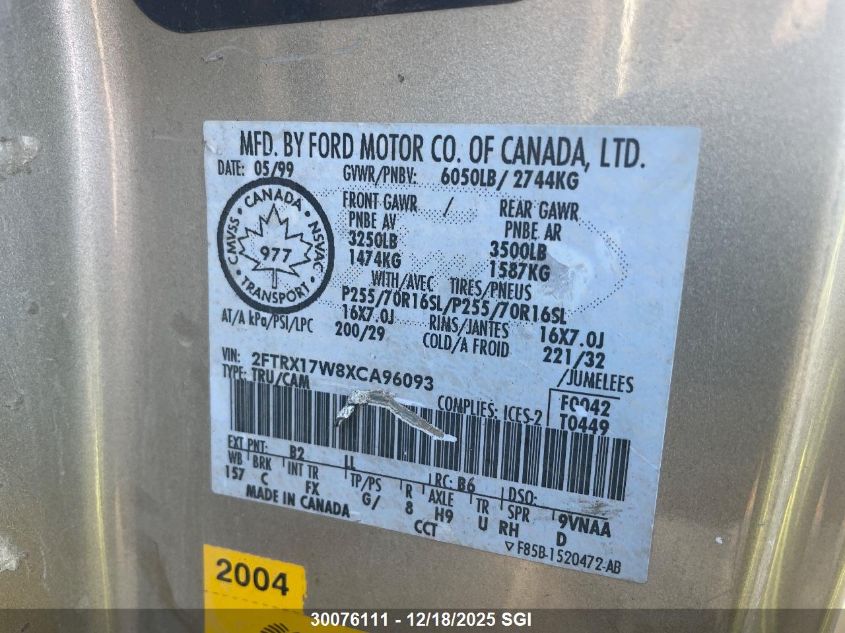 MFD. BY FORD MOTOR CO. OF CANADA, LTD.
DATE: 05/99 GVWR/PNBV: 6050LB/ 2744KG
FRONT GAWR / REAR GAWR
PNBE AV PNBE AR
3250LB 3500LB
1474KG 1587KG
CANADA
CMVSS NSVAC
977
TRANSPORT
WITH/AVEC TIRES/PNEUS
P255/70R16SL/P255/70R16SL
16X7.0J RIMS/JANTES 16X7.0J
AT/A kPa/PSI/LPC 200/29 COLD/A FROID 221/32
VIN: 2FTRX17W8XCA96093 /JUMELEES
TYPE: TRU/CAM COMPLIES: ICES-2 F0042
T0449
EXT PNT: B2 RC: B6 DSO:
WB BRK INT TR TP/PS R AXLE TR SPR 9VNAA
157 C FX G/ 8 H9 U RH D
MADE IN CANADA CCT
F85B-1520472-AB
2004
30076111 - 12/18/2025 SGI